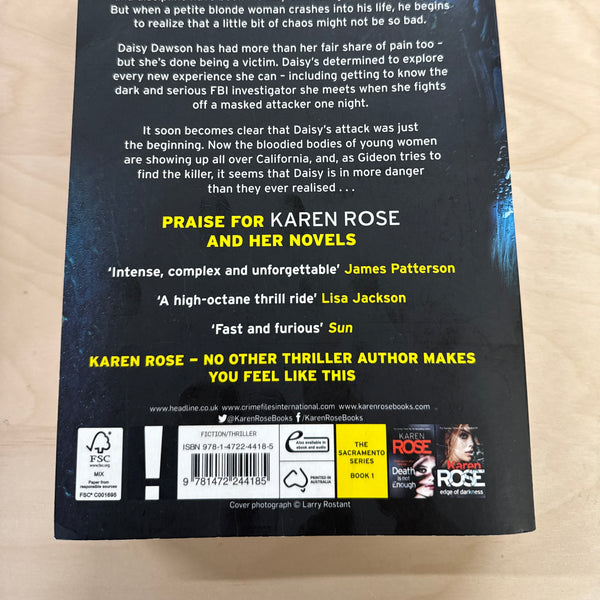 But when a petite blonde woman crashes into his life, he begins
to realize that a little bit of chaos might not be so bad.
Daisy Dawson has had more than her fair share of pain too –
but she's done being a victim. Daisy's determined to explore
every new experience she can – including getting to know the
dark and serious FBI investigator she meets when she fights
off a masked attacker one night.
It soon becomes clear that Daisy's attack was just
the beginning. Now the bloodied bodies of young women
are showing up all over California, and, as Gideon tries to
find the killer, it seems that Daisy is in more danger
than they ever realised . . .
PRAISE FOR KAREN ROSE
AND HER NOVELS
'Intense, complex and unforgettable' James Patterson
'A high-octane thrill ride' Lisa Jackson
'Fast and furious' Sun
KAREN ROSE – NO OTHER THRILLER AUTHOR MAKES
YOU FEEL LIKE THIS
www.headline.co.uk www.crimefilesinternational.com www.karenrosebooks.com
@KarenRoseBooks f/KarenRoseBooks
FSC
www.fsc.org
MIX
Paper from
responsible sources
FSC® C001695
!
FICTION/THRILLER
ISBN 978-1-4722-4418-5
9 781472 244185
e
Also available in
ebook and audio
PRINTED IN
AUSTRALIA
THE
SACRAMENTO
SERIES
BOOK 1
KAREN
ROSE
Death
is not
Enough
Karen
ROSE
edge of darkness
Cover photograph © Larry Rostant